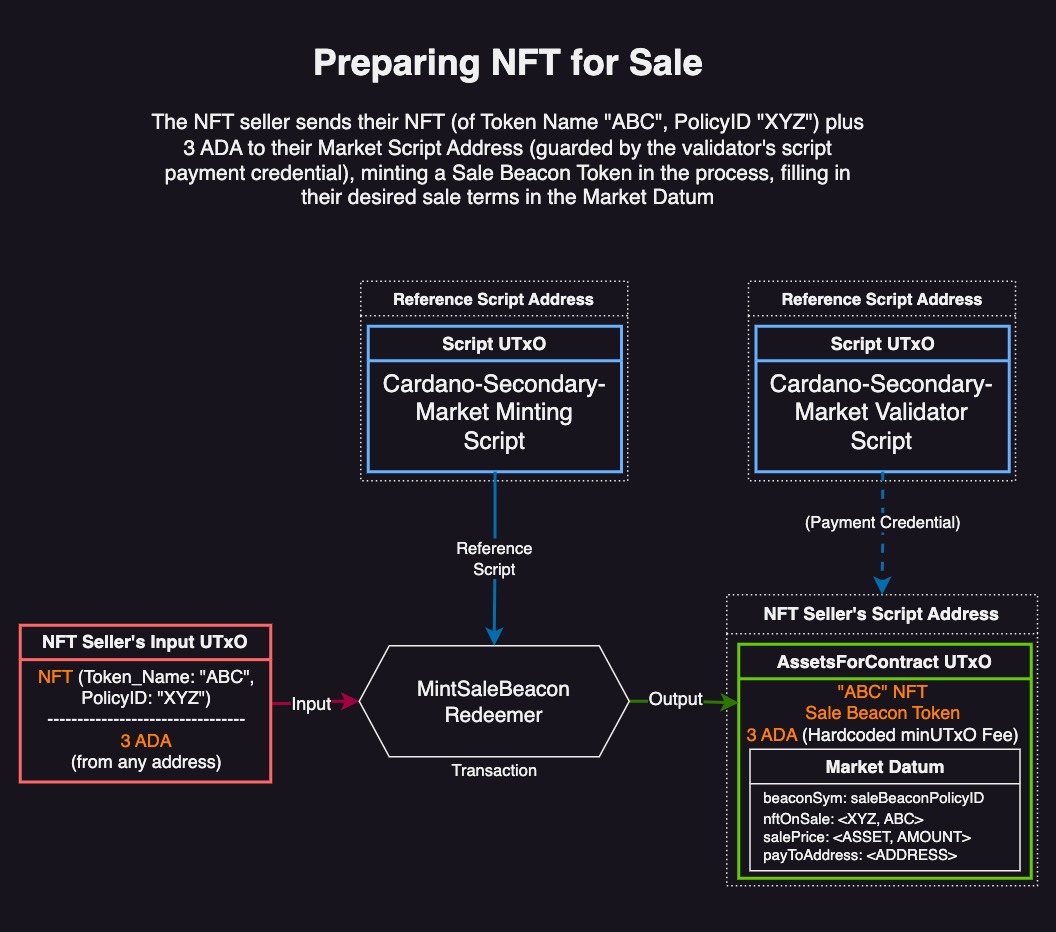 Preparing NFT for Sale
The NFT seller sends their NFT (of Token Name "ABC", PolicyID "XYZ") plus
3 ADA to their Market Script Address (guarded by the validator's script
payment credential), minting a Sale Beacon Token in the process, filling in
their desired sale terms in the Market Datum
Reference Script Address
Script UTxO
Cardano-Secondary-
Market Minting
Script
Reference Script Address
Script UTxO
Cardano-Secondary-
Market Validator
Script
Reference
Script
(Payment Credential)
NFT Seller's Input UTxO
NFT (Token_Name: "ABC",
PolicyID: "XYZ")
---------------------------------
3 ADA
(from any address)
Input
MintSaleBeacon
Redeemer
Transaction
Output
NFT Seller's Script Address
AssetsForContract UTxO
"ABC" NFT
Sale Beacon Token
3 ADA (Hardcoded minUTxO Fee)
Market Datum
beaconSym: saleBeaconPolicyID
nftOnSale: <XYZ, ABC>
salePrice: <ASSET, AMOUNT>
payToAddress: <ADDRESS>